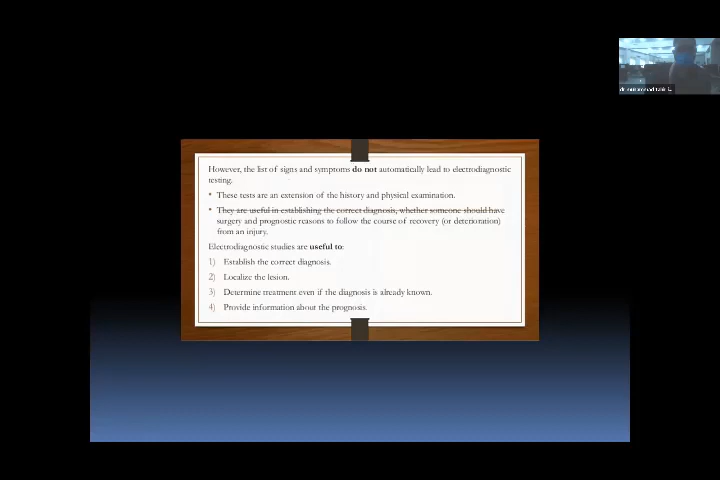 However, the list of signs and symptoms do not automatically lead to electrodiagnostic
testing.
• These tests are an extension of the history and physical examination.
• They are useful in establishing the correct diagnosis, whether someone should have
surgery and prognostic reasons to follow the course of recovery (or deterioration)
from an injury.
Electrodiagnostic studies are useful to:
1) Establish the correct diagnosis.
2) Localize the lesion.
3) Determine treatment even if the diagnosis is already known.
4) Provide information about the prognosis.